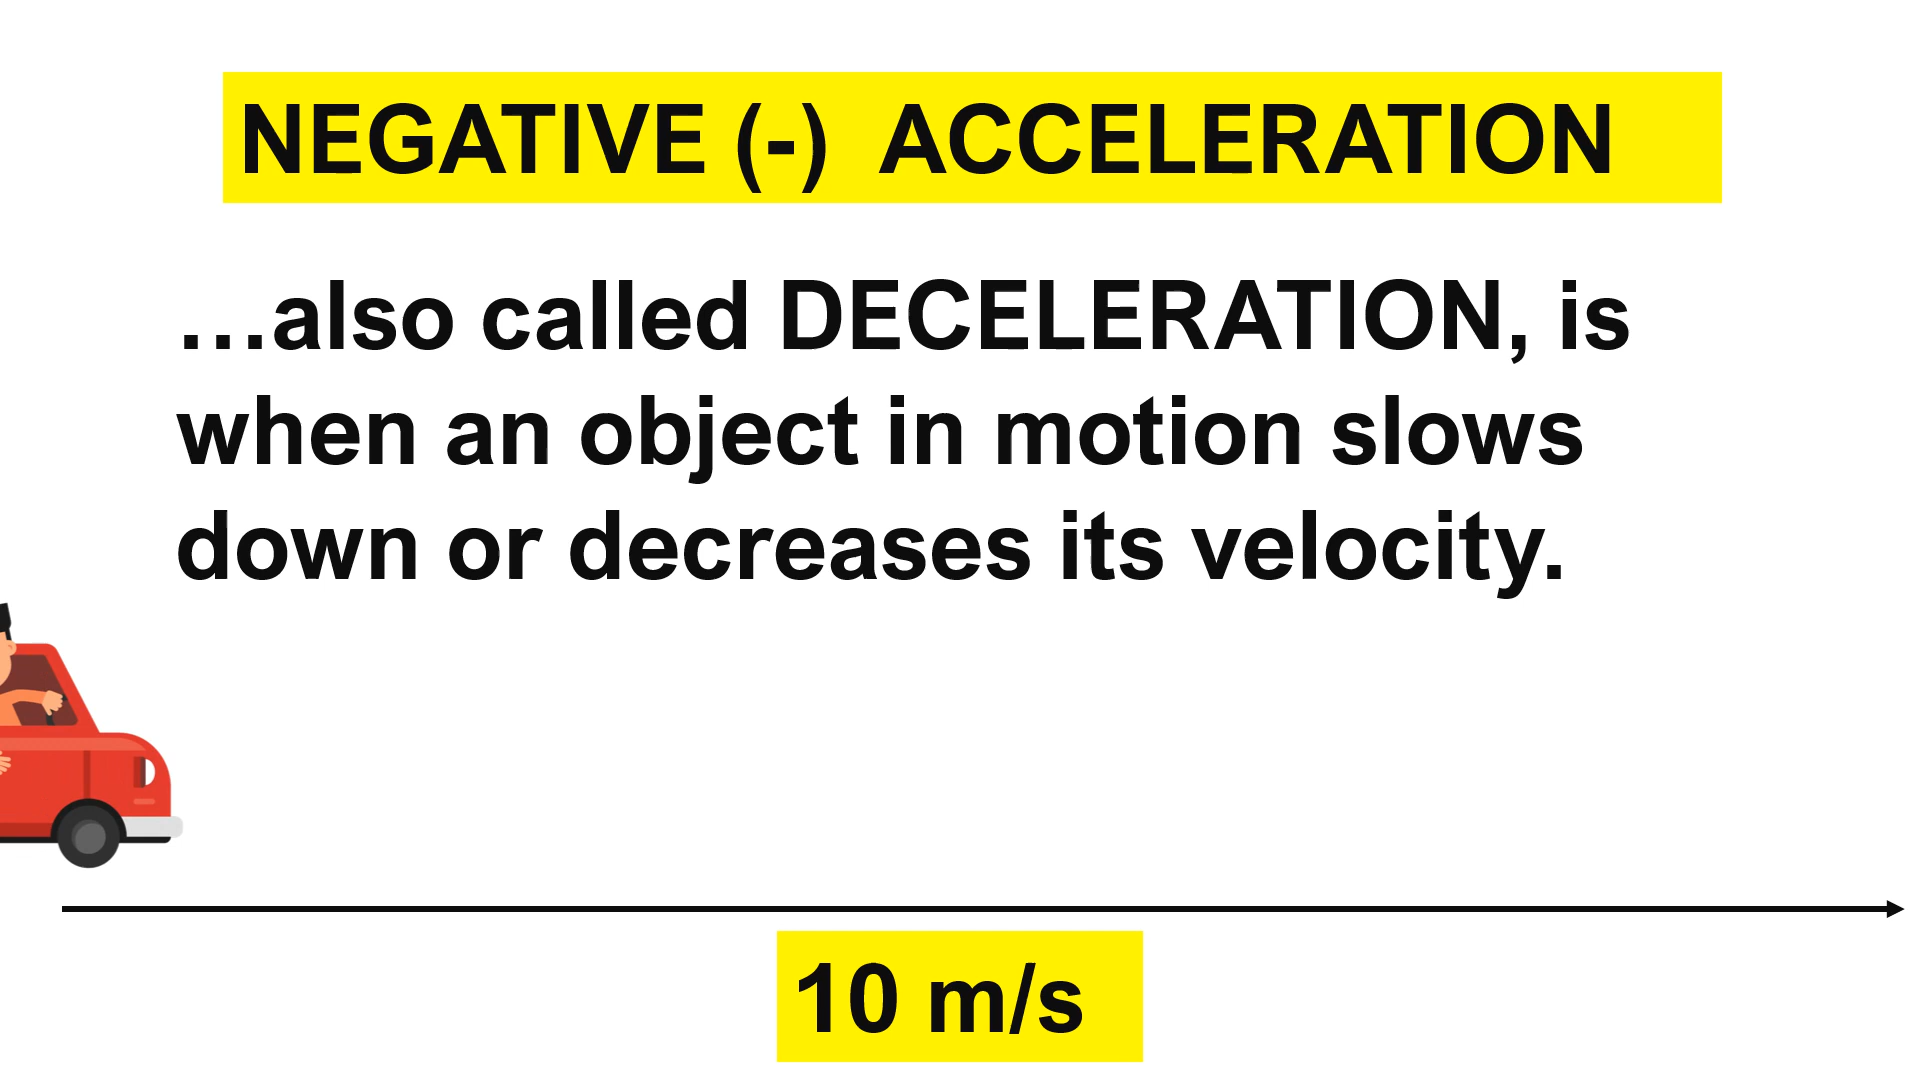 NEGATIVE (-)  ACCELERATION
…also called DECELERATION, is
when an object in motion slows
down or decreases its velocity.
10 m/s